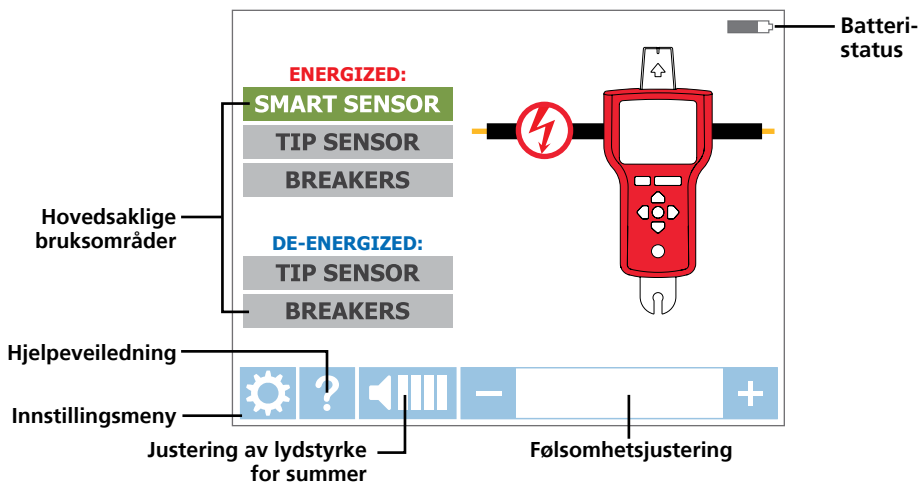 Batteri-
status
ENERGIZED:
SMART SENSOR
TIP SENSOR
BREAKERS
Hovedsaklige
bruksområder
DE-ENERGIZED:
TIP SENSOR
BREAKERS
Hjelpeveiledning
?
Innstillingsmeny
Justering av lydstyrke
for summer
Følsomhetsjustering